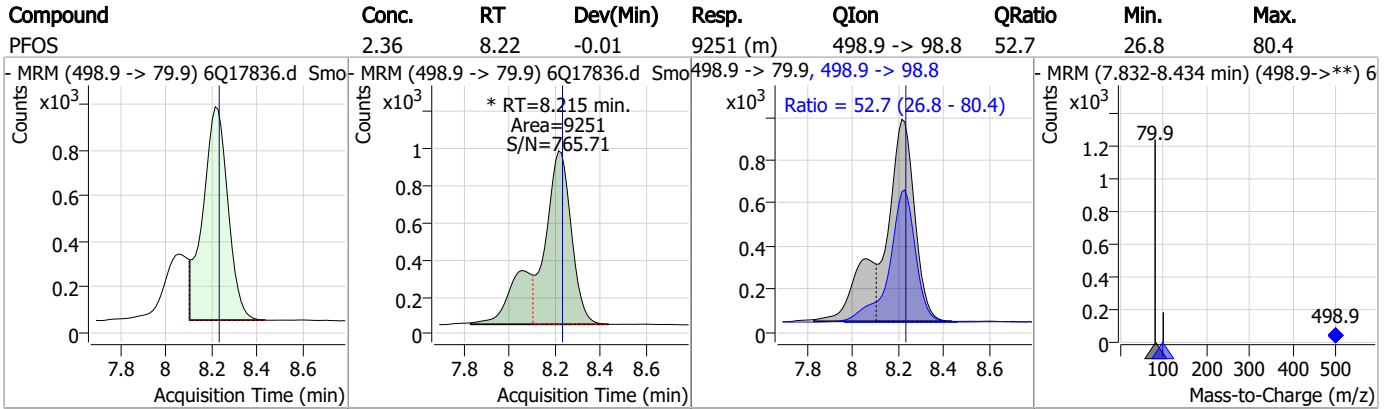 Compound Conc. RT Dev(Min) Resp. QIon QRatio Min. Max.
PFOS 2.36 8.22 -0.01 9251 (m) 498.9 -> 98.8 52.7 26.8 80.4
- MRM (498.9 -> 79.9) 6Q17836.d Smo
Counts
x10³
0.8
0.6
0.4
0.2
0
7.8 8 8.2 8.4 8.6
Acquisition Time (min)
- MRM (498.9 -> 79.9) 6Q17836.d Smo
Counts
x10³
* RT=8.215 min.
Area=9251
S/N=765.71
1
0.8
0.6
0.4
0.2
0
7.8 8 8.2 8.4 8.6
Acquisition Time (min)
498.9 -> 79.9, 498.9 -> 98.8
Counts
x10³
Ratio = 52.7 (26.8 - 80.4)
0.8
0.6
0.4
0.2
0
7.8 8 8.2 8.4 8.6
Acquisition Time (min)
- MRM (7.832-8.434 min) (498.9->**) 6
Counts
x10³
79.9
1.2
1
0.8
0.6
0.4
0.2
0
498.9
100 200 300 400 500
Mass-to-Charge (m/z)